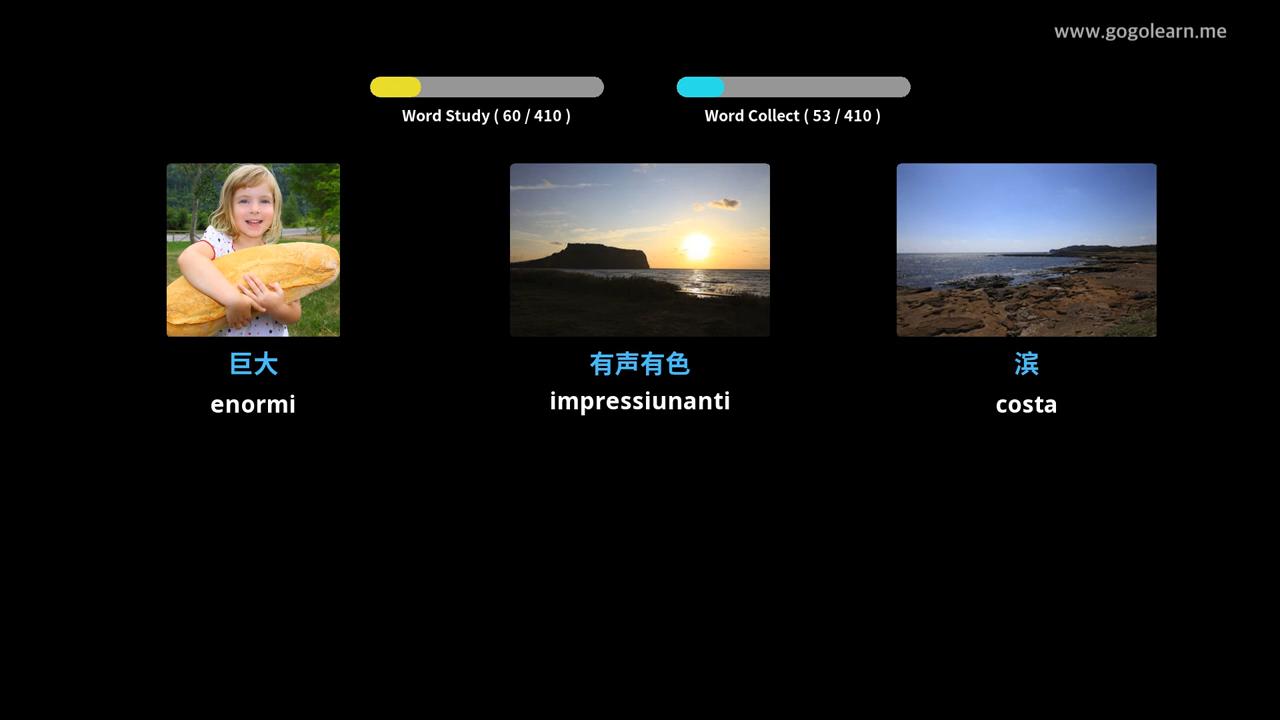 www.gogolearn.me
Word Study ( 60 / 410 )
Word Collect ( 53 / 410 )
巨大
enormi
有声有色
impressiunanti
滨
costa